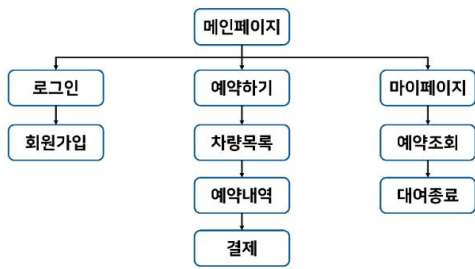 메인페이지
로그인
예약하기
마이페이지
회원가입
차량목록
예약조회
예약내역
대여종료
결제